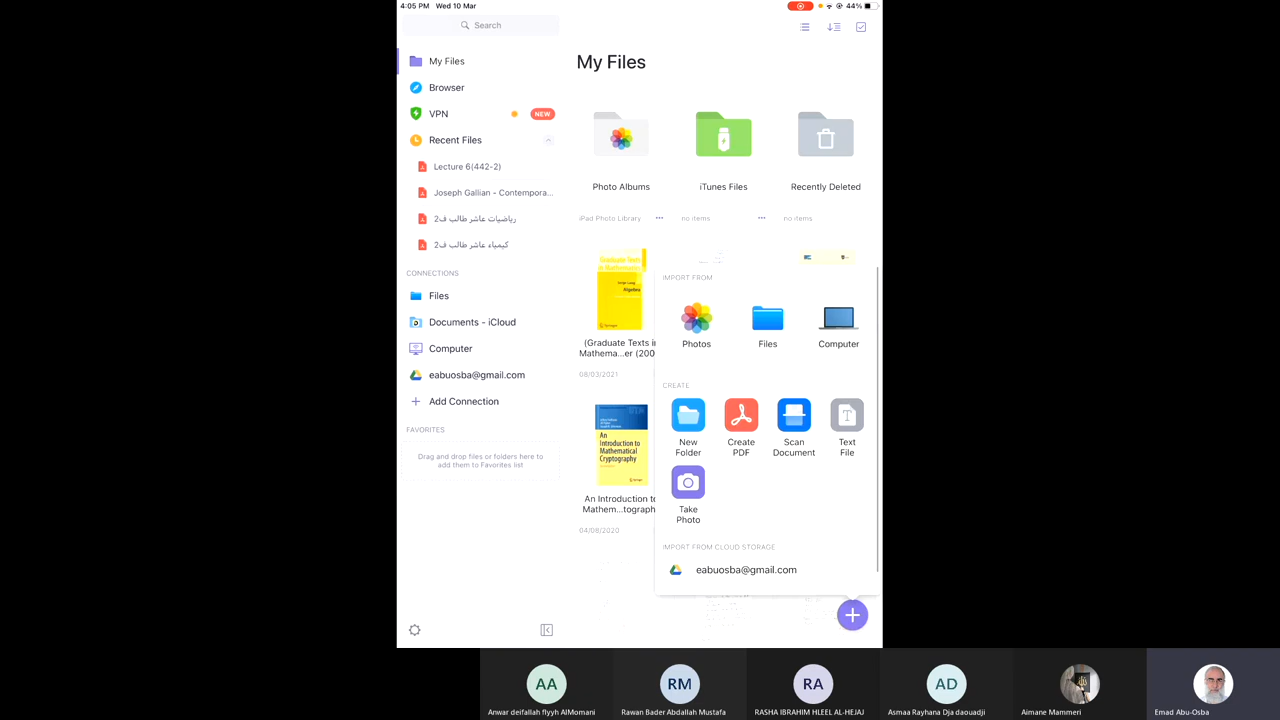 4:05 PM Wed 10 Mar
44%
Search
My Files
Browser
VPN
NEW
Recent Files
Lecture 6(442-2)
Joseph Gallian - Contempora...
رياضيات عاشر طالب ف2
كيمياء عاشر طالب ف2
CONNECTIONS
Files
Documents - iCloud
Computer
eabuosba@gmail.com
Add Connection
FAVORITES
Drag and drop files or folders here to
add them to Favorites list
My Files
Photo Albums
iTunes Files
Recently Deleted
iPad Photo Library
no items
no items
Graduate Texts
in Mathematics
Serge Lang
Algebra
Springer
(Graduate Texts i
Mathema...er (200
08/03/2021
An
Introduction to
Mathematical
Cryptography
Springer
An Introduction to
Mathem...tograph
04/08/2020
IMPORT FROM
Photos
Files
Computer
CREATE
New
Folder
Create
PDF
Scan
Document
Text
File
Take
Photo
IMPORT FROM CLOUD STORAGE
eabuosba@gmail.com
AA
RM
RA
AD
Anwar deifallah flyyh AlMomani
Rawan Bader Abdallah Mustafa
RASHA IBRAHIM HLEEL AL-HEJAJ
Asmaa Rayhana Dja daouadji
Aimane Mammeri
Emad Abu-Osba